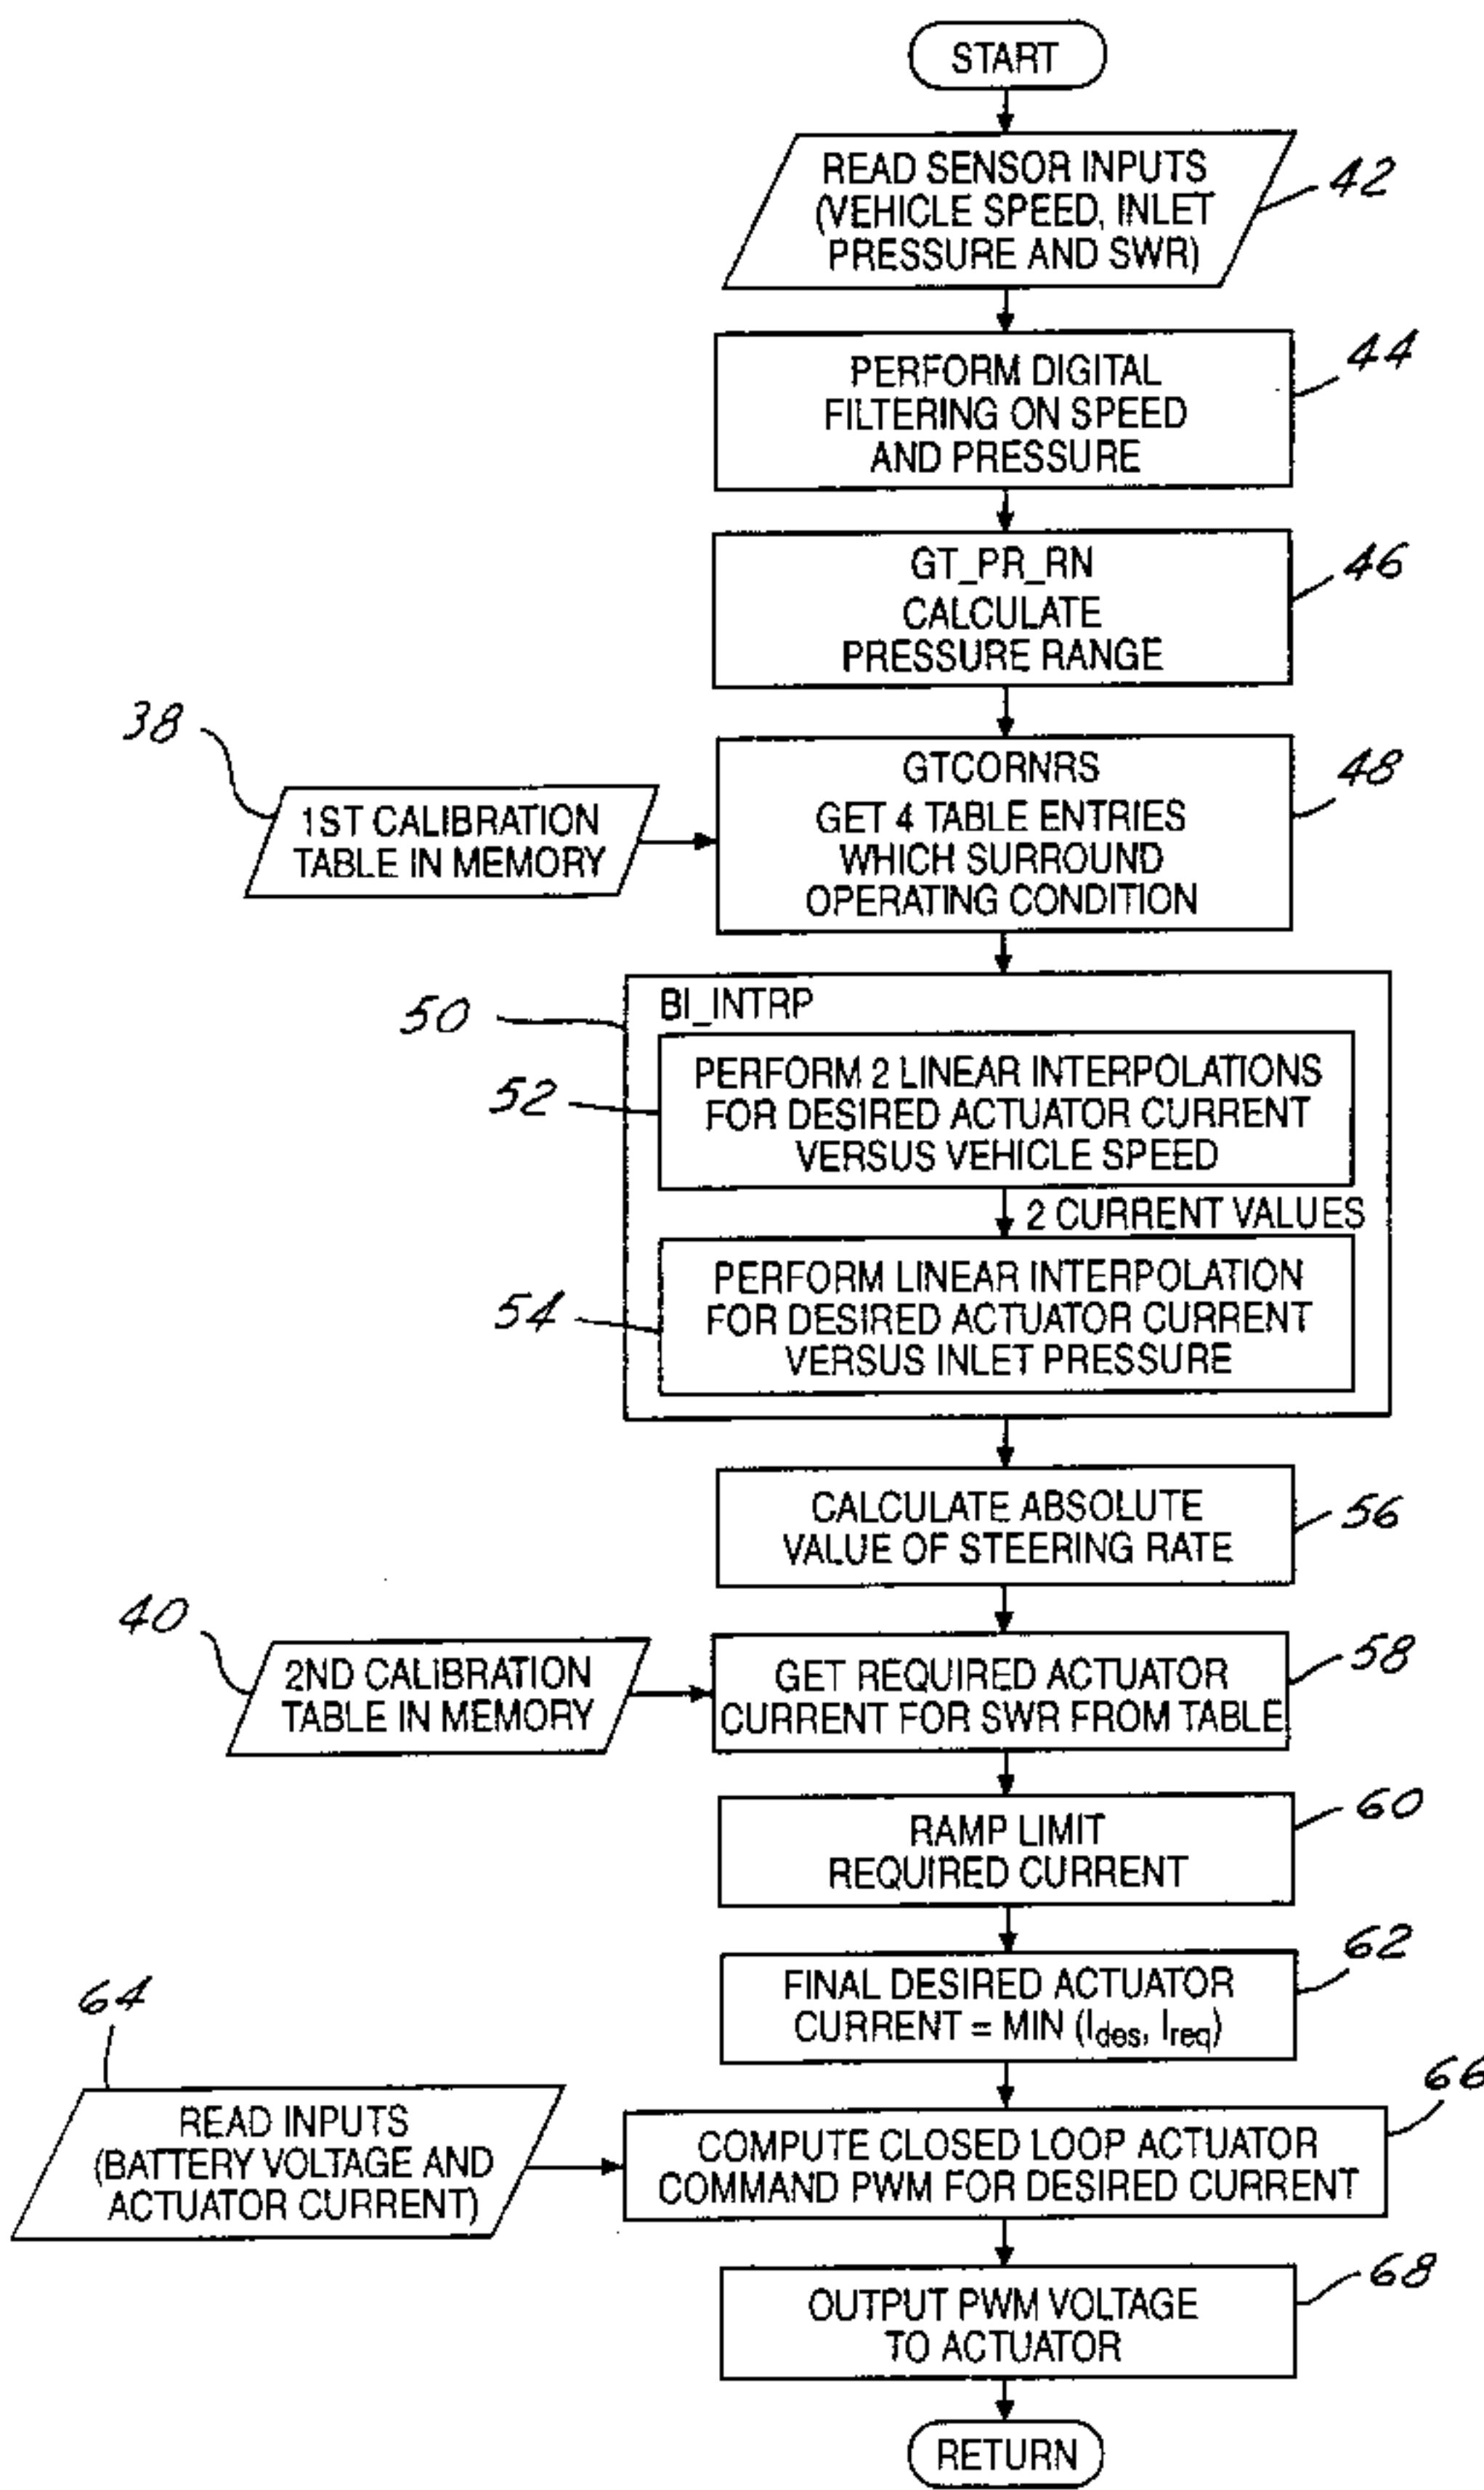 START
READ SENSOR INPUTS
(VEHICLE SPEED, INLET
PRESSURE AND SWR)
42
PERFORM DIGITAL
FILTERING ON SPEED
AND PRESSURE
44
GT_PR_RN
CALCULATE
PRESSURE RANGE
46
38
1ST CALIBRATION
TABLE IN MEMORY
GTCORNRS
GET 4 TABLE ENTRIES
WHICH SURROUND
OPERATING CONDITION
48
50
BI_INTRP
52
PERFORM 2 LINEAR INTERPOLATIONS
FOR DESIRED ACTUATOR CURRENT
VERSUS VEHICLE SPEED
2 CURRENT VALUES
54
PERFORM LINEAR INTERPOLATION
FOR DESIRED ACTUATOR CURRENT
VERSUS INLET PRESSURE
CALCULATE ABSOLUTE
VALUE OF STEERING RATE
56
40
2ND CALIBRATION
TABLE IN MEMORY
GET REQUIRED ACTUATOR
CURRENT FOR SWR FROM TABLE
58
RAMP LIMIT
REQUIRED CURRENT
60
FINAL DESIRED ACTUATOR
CURRENT = MIN (Ides, Ireq)
62
64
READ INPUTS
(BATTERY VOLTAGE AND
ACTUATOR CURRENT)
COMPUTE CLOSED LOOP ACTUATOR
COMMAND PWM FOR DESIRED CURRENT
66
OUTPUT PWM VOLTAGE
TO ACTUATOR
68
RETURN